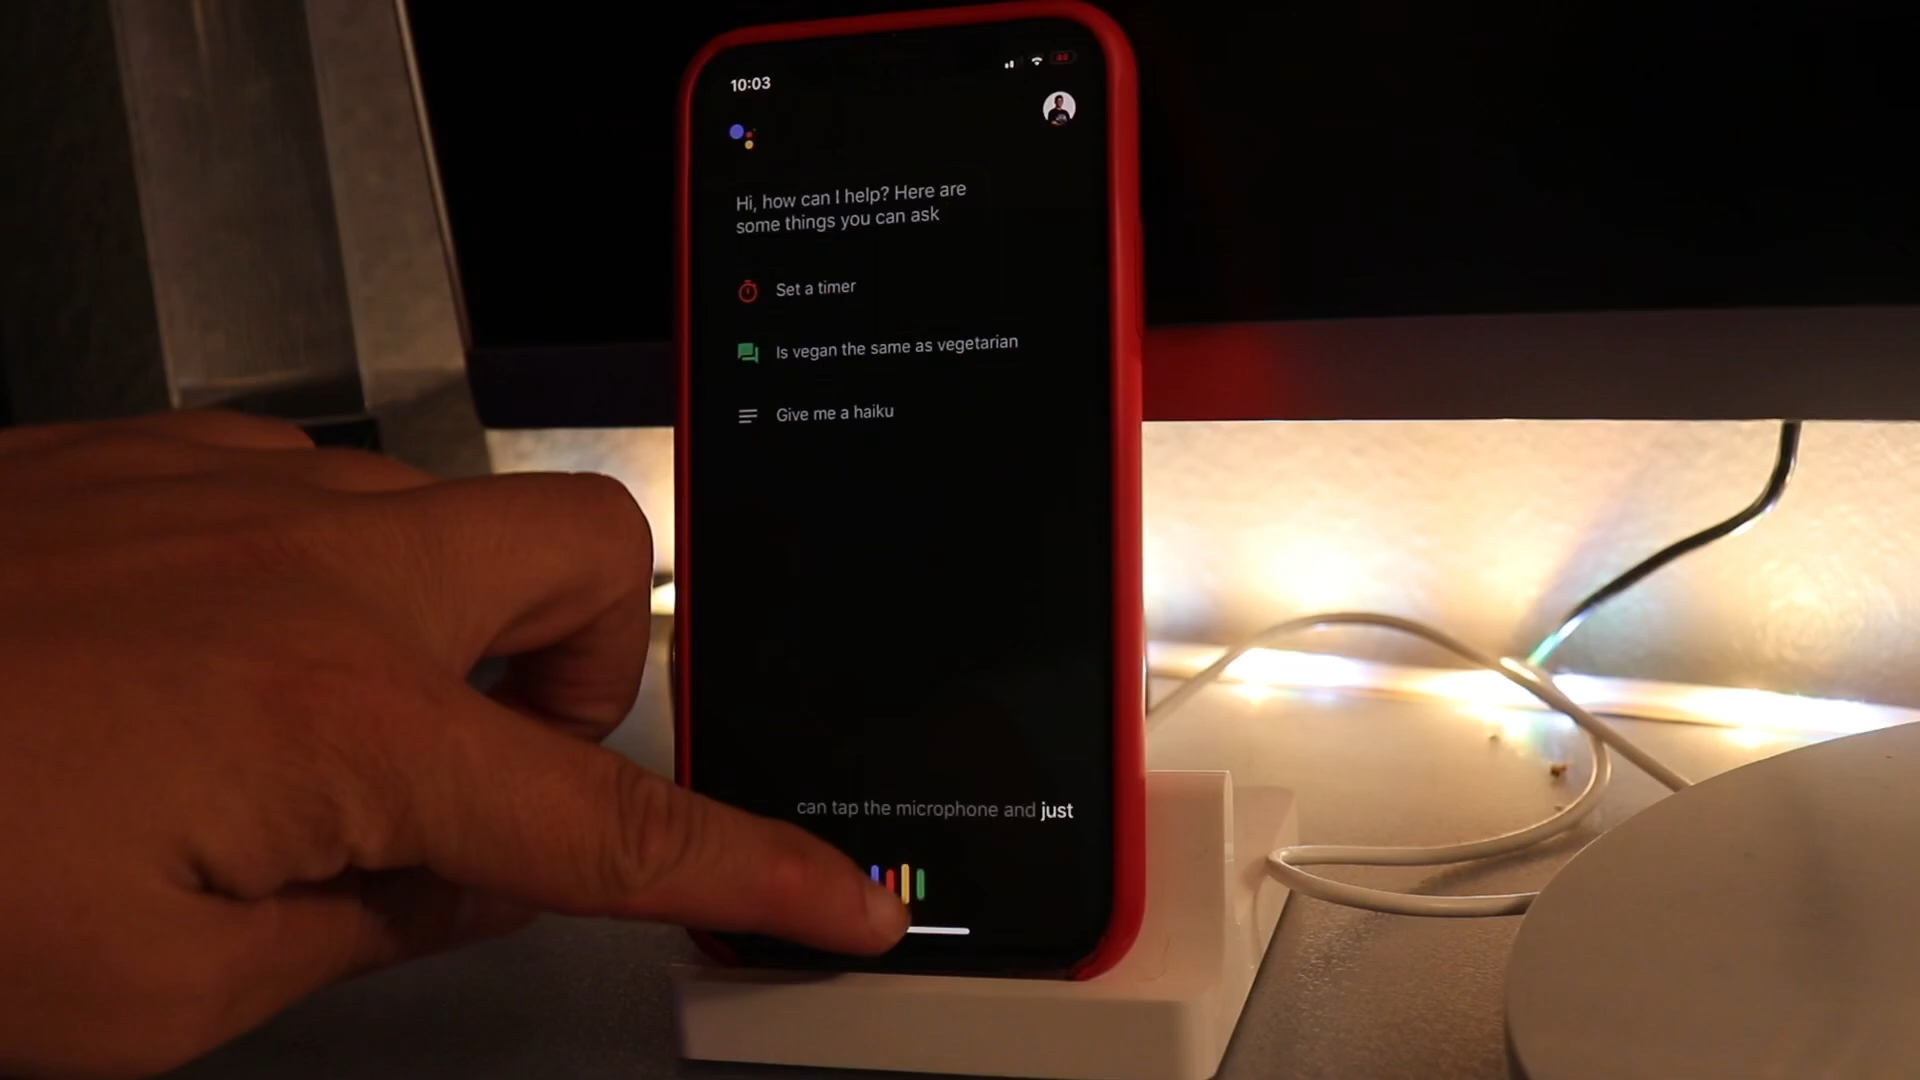 10:03
Hi, how can I help? Here are
some things you can ask
Set a timer
Is vegan the same as vegetarian
Give me a haiku
can tap the microphone and just